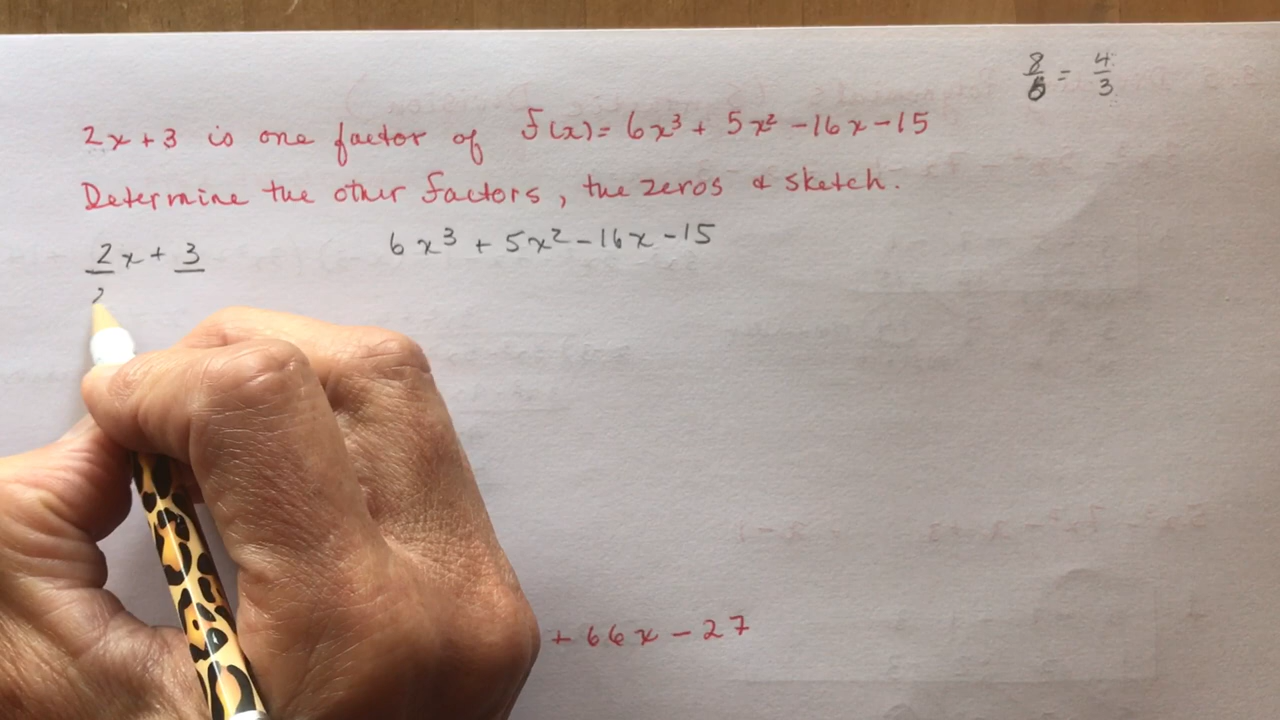 8/6 = 4/3
2x+3 is one factor of f(x)= 6x³ + 5x² -16x-15
Determine the other factors, the zeros & sketch.
2x + 3 6x³ + 5x² -16x -15
2
+ 66x - 27